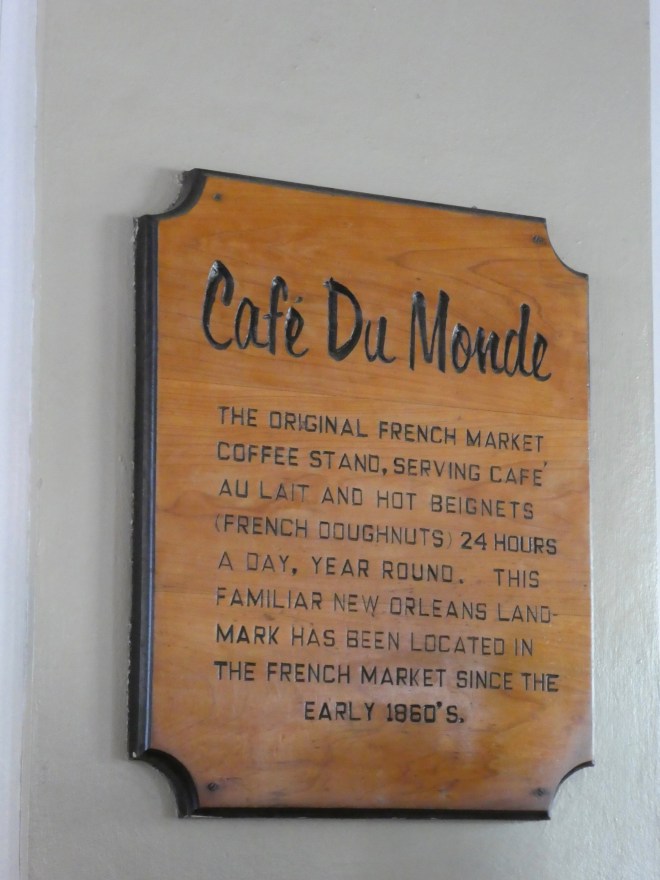 Café Du Monde
THE ORIGINAL FRENCH MARKET
COFFEE STAND, SERVING CAFE'
AU LAIT AND HOT BEIGNETS
(FRENCH DOUGHNUTS) 24 HOURS
A DAY, YEAR ROUND. THIS
FAMILIAR NEW ORLEANS LAND-
MARK HAS BEEN LOCATED IN
THE FRENCH MARKET SINCE THE
EARLY 1860'S.